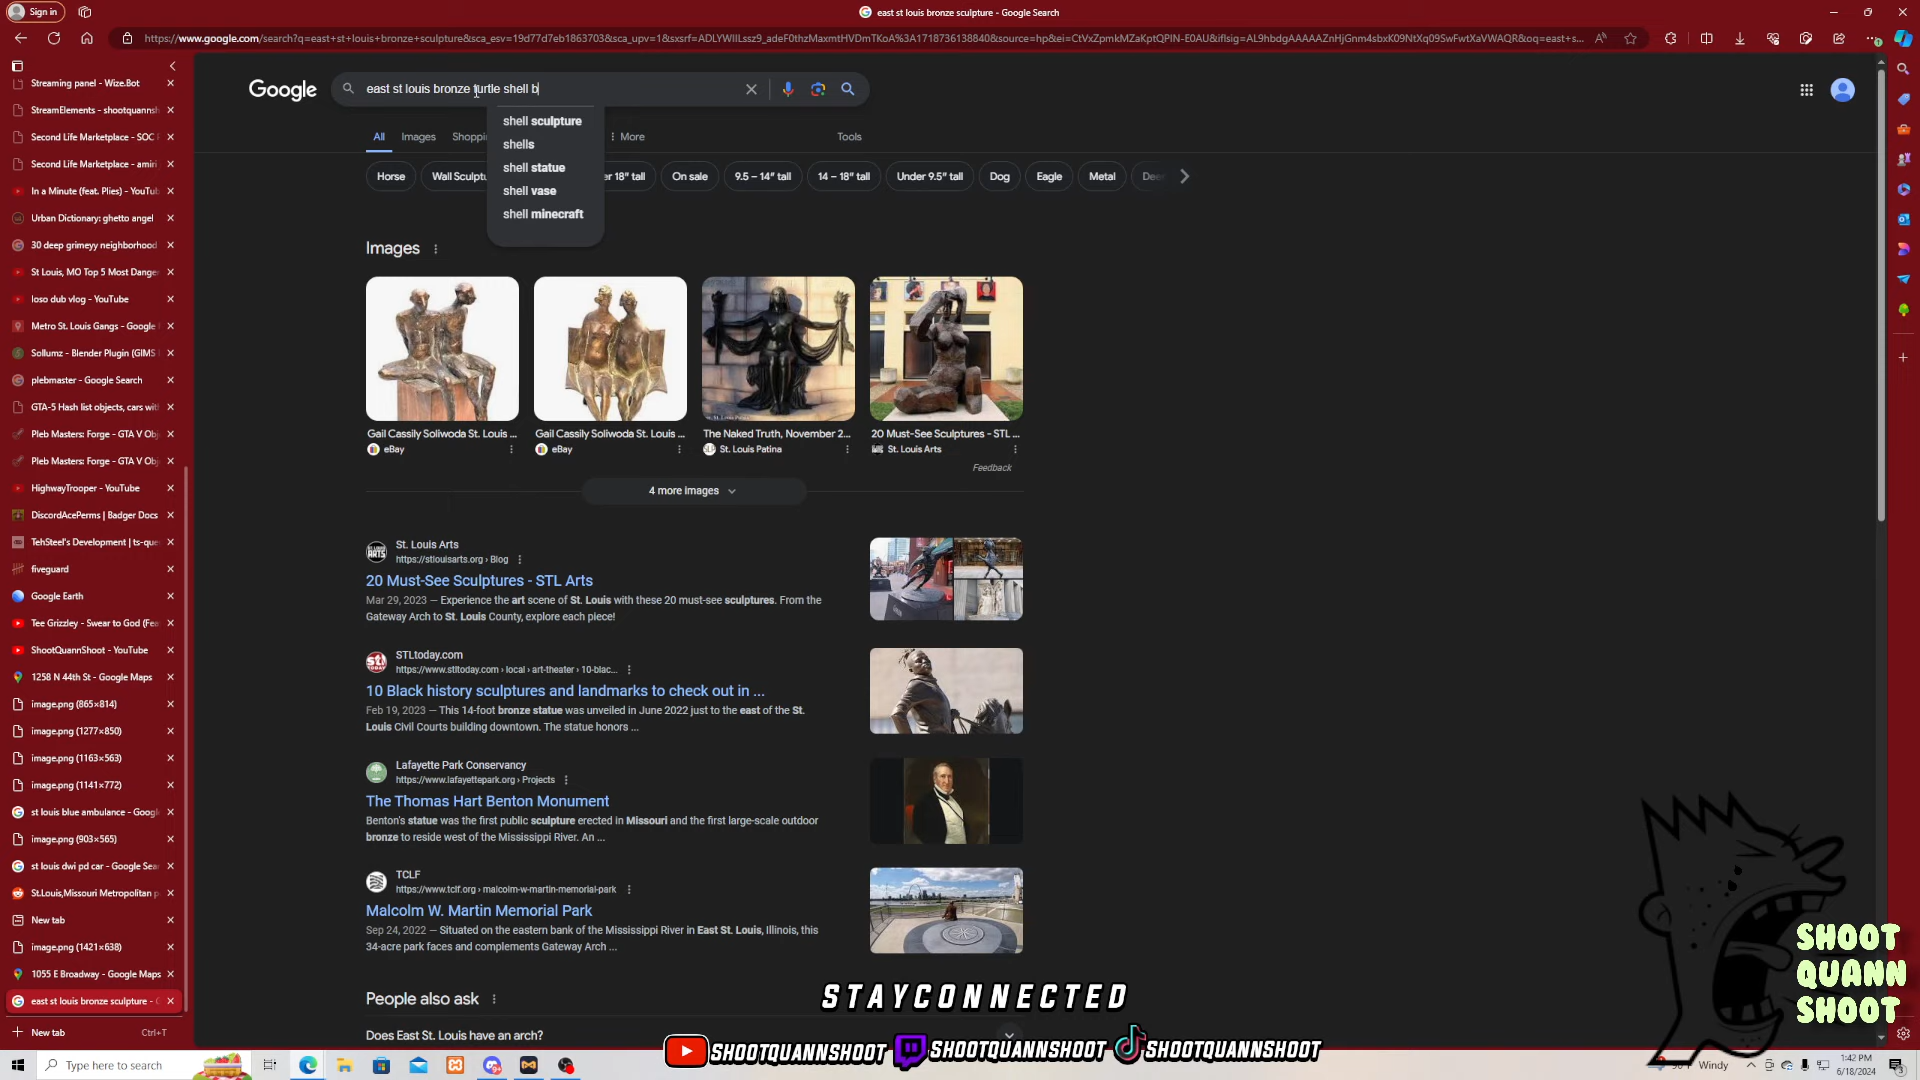 Sign in
east st louis bronze sculpture - Google Search
Streaming panel - Wize.Bot
StreamElements - shootquannsh
Second Life Marketplace - SOC
Second Life Marketplace - amiri
In a Minute (feat. Plies) - YouTub
Urban Dictionary: ghetto angel
30 deep grimeyy neighborhood
St Louis, MO Top 5 Most Danger
loso dub vlog - YouTube
Metro St. Louis Gangs - Google
Sollumz - Blender Plugin (GIMS
plebmaster - Google Search
GTA-5 Hash list objects, cars wit
Pleb Masters: Forge - GTA V Ob
Pleb Masters: Forge - GTA V Ob
HighwayTrooper - YouTube
DiscordAcePerms | Badger Docs
TehSteel's Development | ts-que
fiveguard
Google Earth
Tee Grizzley - Swear to God (Fea
ShootQuannShoot - YouTube
1258 N 44th St - Google Maps
image.png (865×814)
image.png (1277×850)
image.png (1163×563)
image.png (1141×772)
st louis blue ambulance - Googl
image.png (903×565)
st louis dwi pd car - Google Sea
St.Louis,Missouri Metropolitan p
New tab
image.png (1421×638)
1055 E Broadway - Google Maps
east st louis bronze sculpture - G
New tab Ctrl+T
Google
east st louis bronze turtle shell b
shell sculpture
shells
shell statue
shell vase
shell minecraft
All Images Shoppi More Tools
Horse Wall Sculptu er 18" tall On sale 9.5 – 14" tall 14 – 18" tall Under 9.5" tall Dog Eagle Metal Dee
Images
Gail Cassily Soliwoda St. Louis ...
eBay
Gail Cassily Soliwoda St. Louis ...
eBay
The Naked Truth, November 2...
St. Louis Patina
20 Must-See Sculptures - STL ...
St. Louis Arts
Feedback
4 more images
St. Louis Arts
https://stlouisarts.org › Blog
20 Must-See Sculptures - STL Arts
Mar 29, 2023 — Experience the art scene of St. Louis with these 20 must-see sculptures. From the
Gateway Arch to St. Louis County, explore each piece!
STLtoday.com
https://www.stltoday.com › local › art-theater › 10-blac...
10 Black history sculptures and landmarks to check out in ...
Feb 19, 2023 — This 14-foot bronze statue was unveiled in June 2022 just to the east of the St.
Louis Civil Courts building downtown. The statue honors ...
Lafayette Park Conservancy
https://www.lafayettepark.org › Projects
The Thomas Hart Benton Monument
Benton's statue was the first public sculpture erected in Missouri and the first large-scale outdoor
bronze to reside west of the Mississippi River. An ...
TCLF
https://www.tclf.org › malcolm-w-martin-memorial-park
Malcolm W. Martin Memorial Park
Sep 24, 2022 — Situated on the eastern bank of the Mississippi River in East St. Louis, Illinois, this
34-acre park faces and complements Gateway Arch ...
People also ask
Does East St. Louis have an arch?
STAYCONNECTED
SHOOTQUANNSHOOT SHOOTQUANNSHOOT SHOOTQUANNSHOOT
SHOOT
QUANN
SHOOT
Type here to search
Windy
1:42 PM
6/18/2024